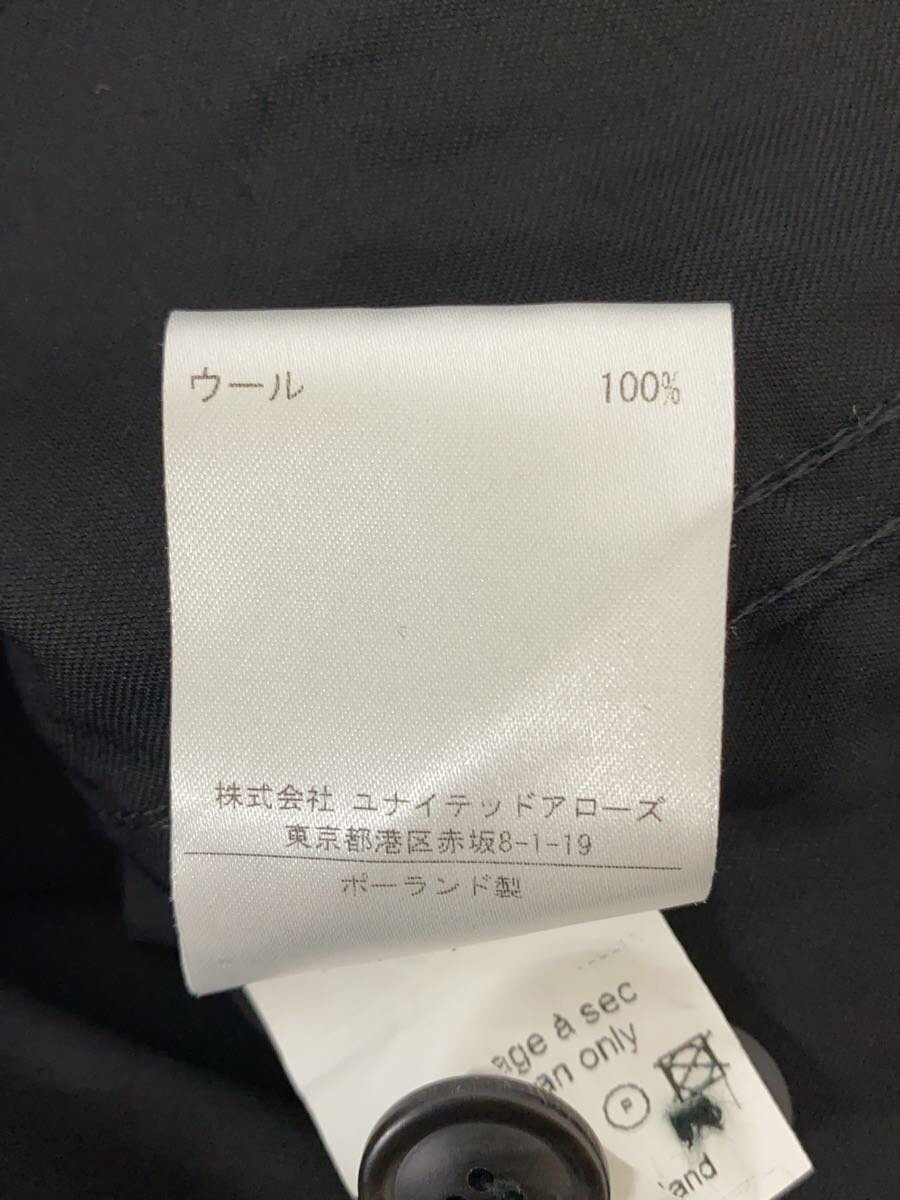 ウール 100%
株式会社 ユナイテッドアローズ
東京都港区赤坂8-1-19
ポーランド製
age à sec
an only
P
and